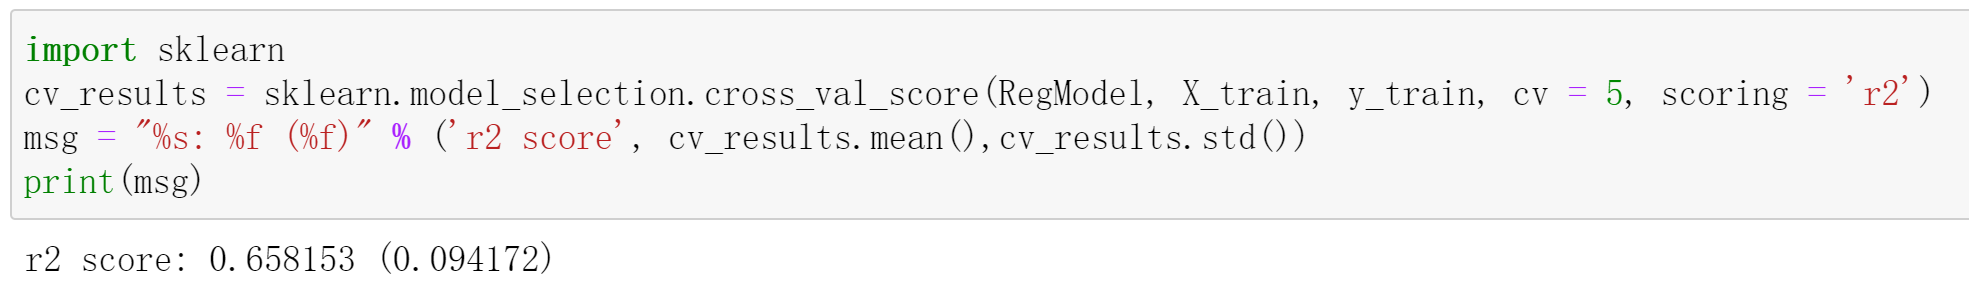 import sklearn
cv_results = sklearn.model_selection.cross_val_score(RegModel, X_train, y_train, cv = 5, scoring = 'r2')
msg = "%s: %f (%f)" % ('r2 score', cv_results.mean(),cv_results.std())
print(msg)
r2 score: 0.658153 (0.094172)